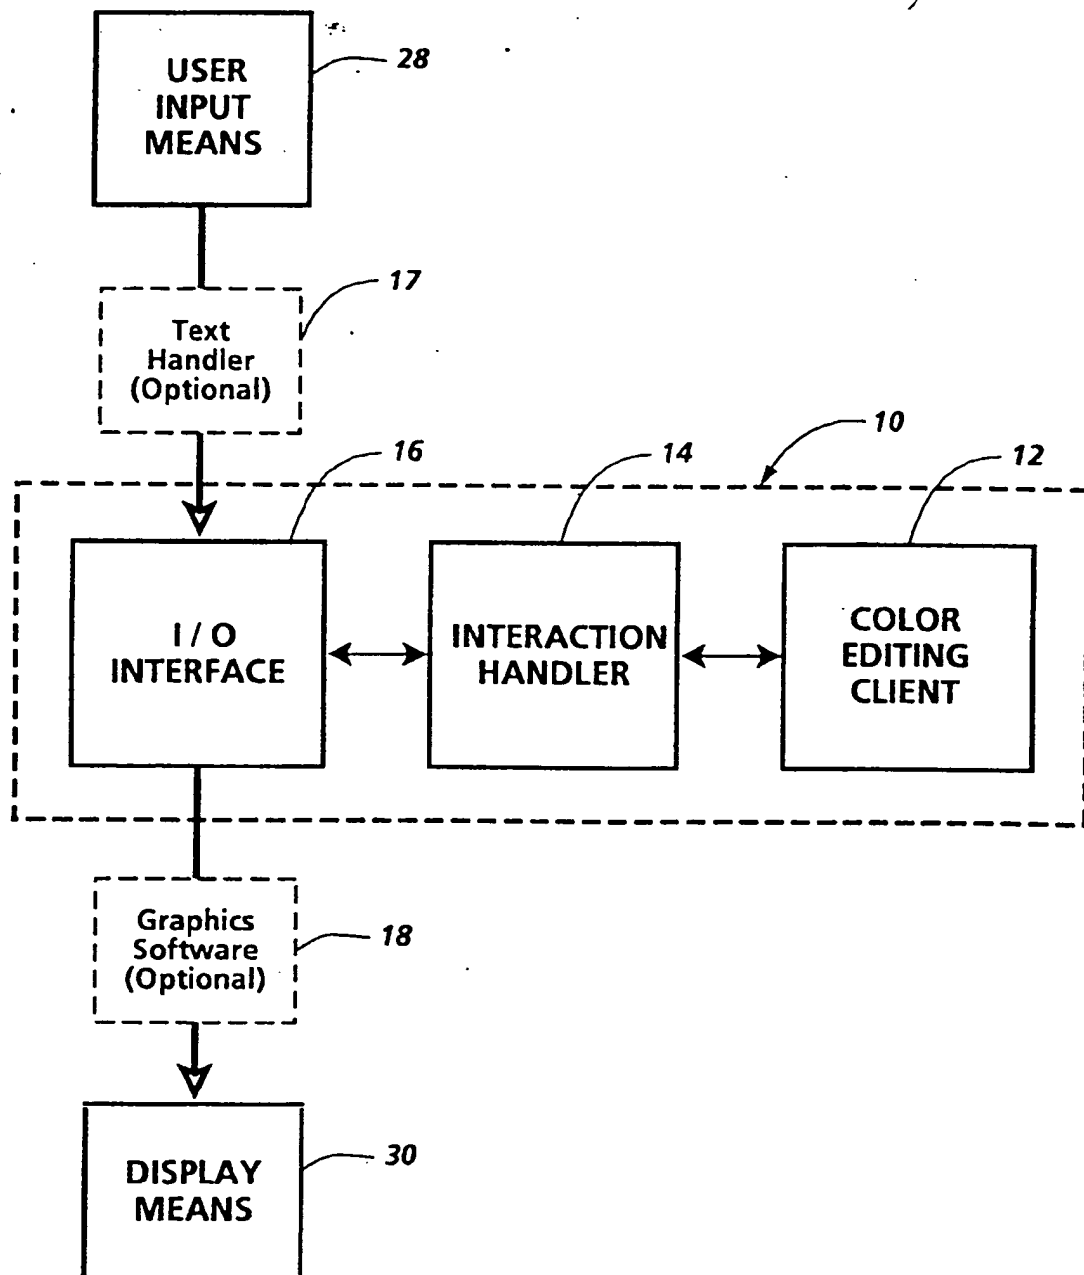 USER
INPUT
MEANS
28
Text
Handler
(Optional)
17
10
16
14
12
I / O
INTERFACE
INTERACTION
HANDLER
COLOR
EDITING
CLIENT
Graphics
Software
(Optional)
18
DISPLAY
MEANS
30